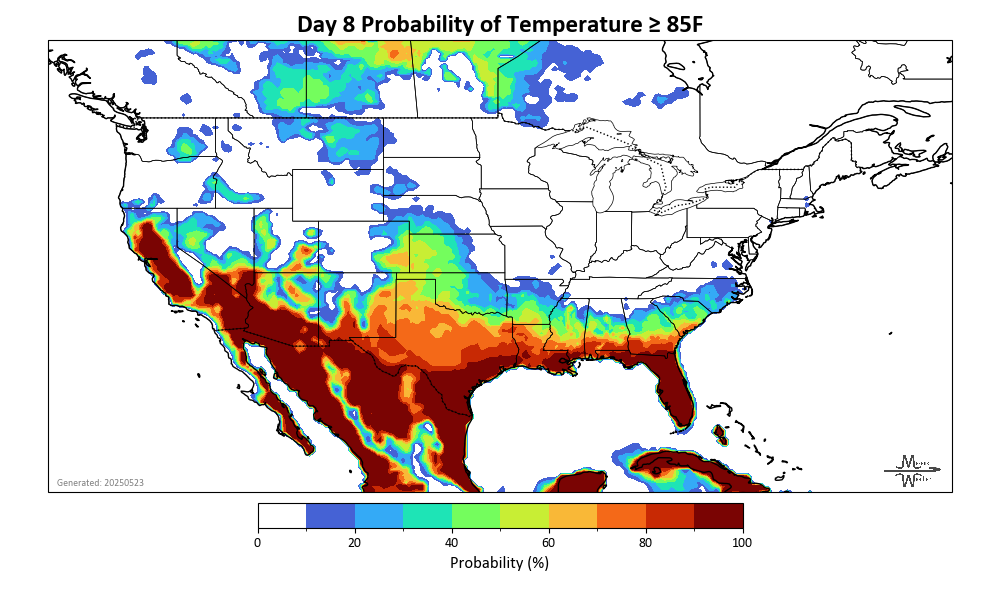 Day 8 Probability of Temperature ≥ 85F
Generated: 20250523
0 20 40 60 80 100
Probability (%)